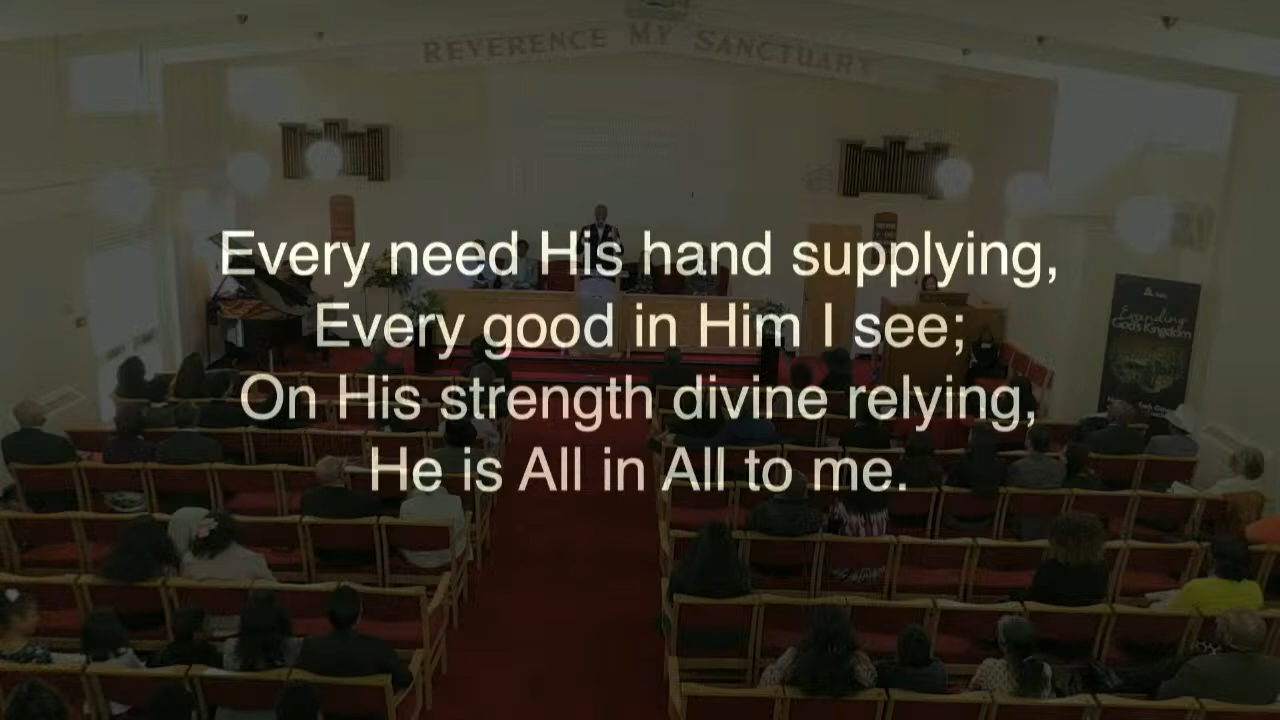 REVERENCE MY SANCTUARY
Every need His hand supplying,
Every good in Him I see;
On His strength divine relying,
He is All in All to me.
Expanding
God's Kingdom